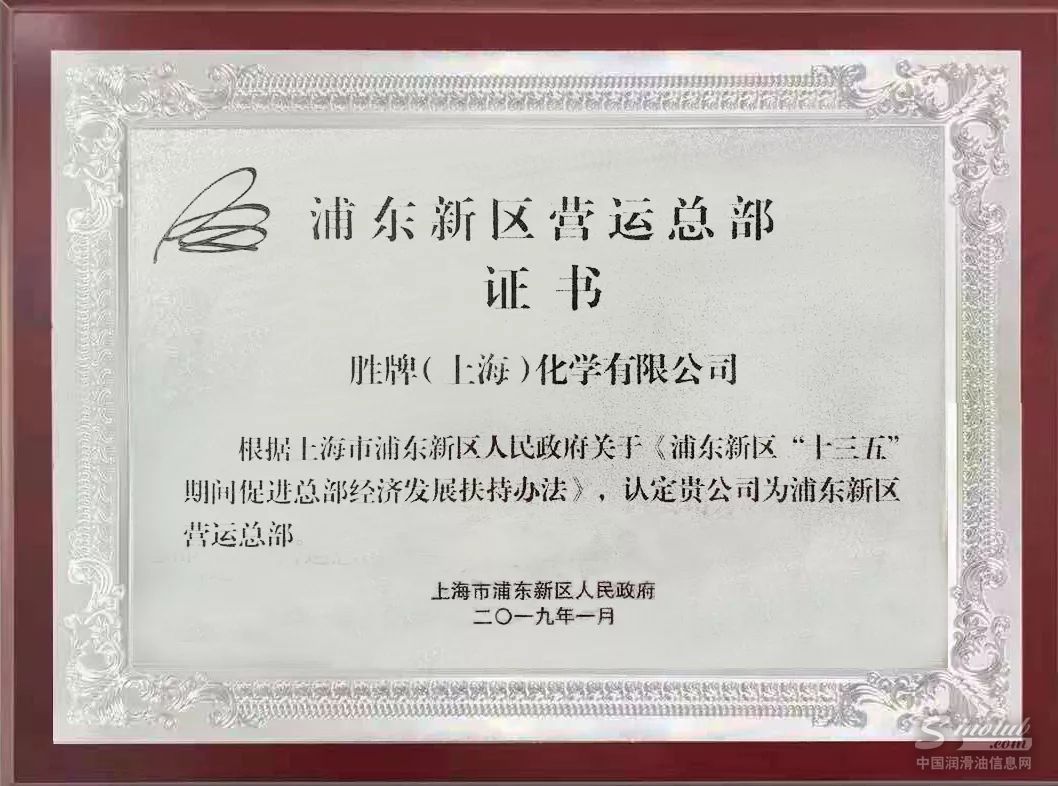 浦东新区营运总部
证书
胜牌(上海)化学有限公司
根据上海市浦东新区人民政府关于《浦东新区“十三五”
期间促进总部经济发展扶持办法》，认定贵公司为浦东新区
营运总部。
上海市浦东新区人民政府
二〇一九年一月
Sinolub
.com
中国润滑油信息网